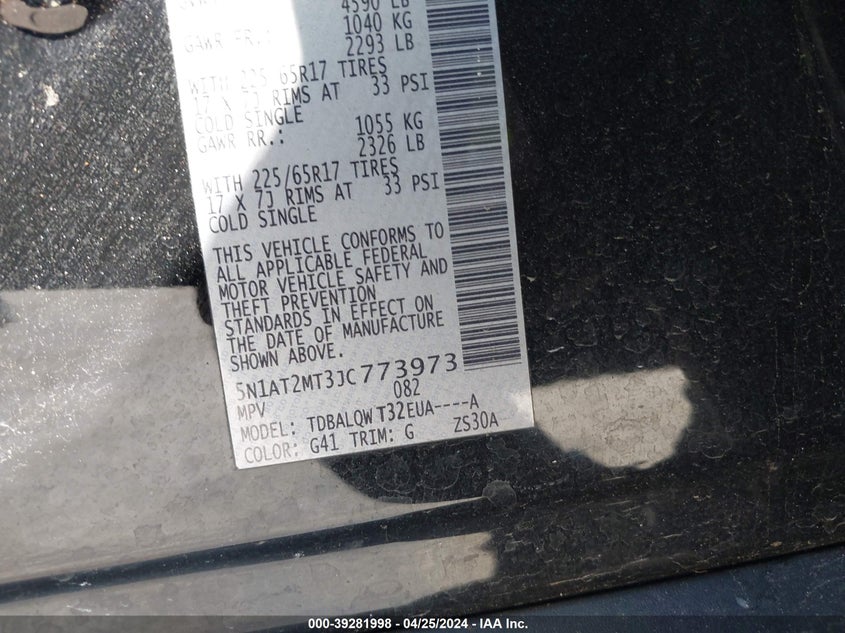 4590 LB
GAWR FR.: 1040 KG
2293 LB
WITH 225/65R17 TIRES
17 X 7J RIMS AT 33 PSI
COLD SINGLE
GAWR RR.: 1055 KG
2326 LB
WITH 225/65R17 TIRES
17 X 7J RIMS AT 33 PSI
COLD SINGLE
THIS VEHICLE CONFORMS TO
ALL APPLICABLE FEDERAL
MOTOR VEHICLE SAFETY AND
THEFT PREVENTION
STANDARDS IN EFFECT ON
THE DATE OF MANUFACTURE
SHOWN ABOVE.
5N1AT2MT3JC773973
MPV 082
MODEL: TDBALQWT32EUA----A
COLOR: G41 TRIM: G ZS30A
000-39281998 - 04/25/2024 - IAA Inc.